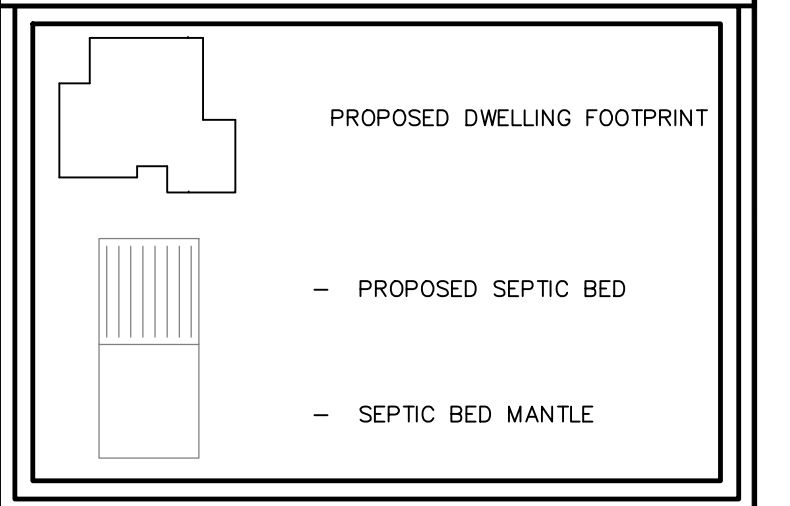 PROPOSED DWELLING FOOTPRINT
- PROPOSED SEPTIC BED
- SEPTIC BED MANTLE